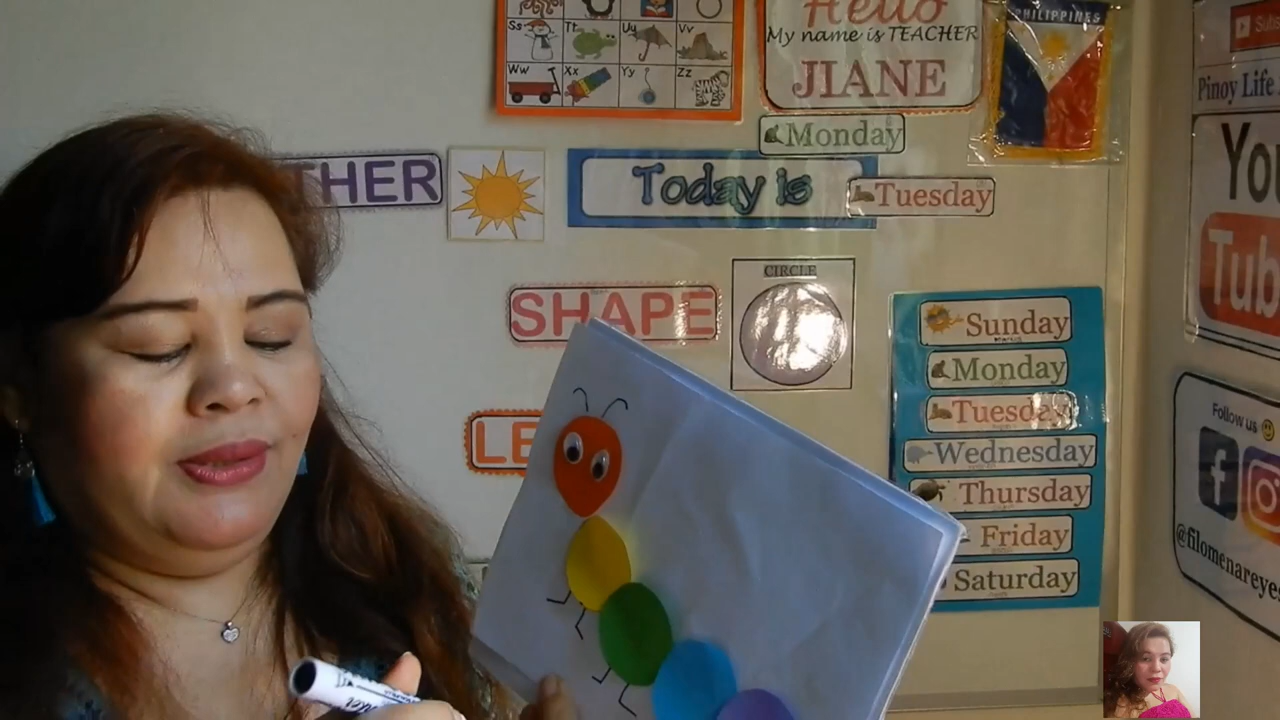 Ss Tt Uu Vv
Ww Xx Yy Zz
Hello
My name is TEACHER
JIANE
PHILIPPINES
Pinoy Life
Monday
THER
Today is
Tuesday
SHAPE
CIRCLE
Sunday
Monday
Tuesday
Wednesday
Thursday
Friday
Saturday
LE
You
Tub
Follow us
@filomenareyes